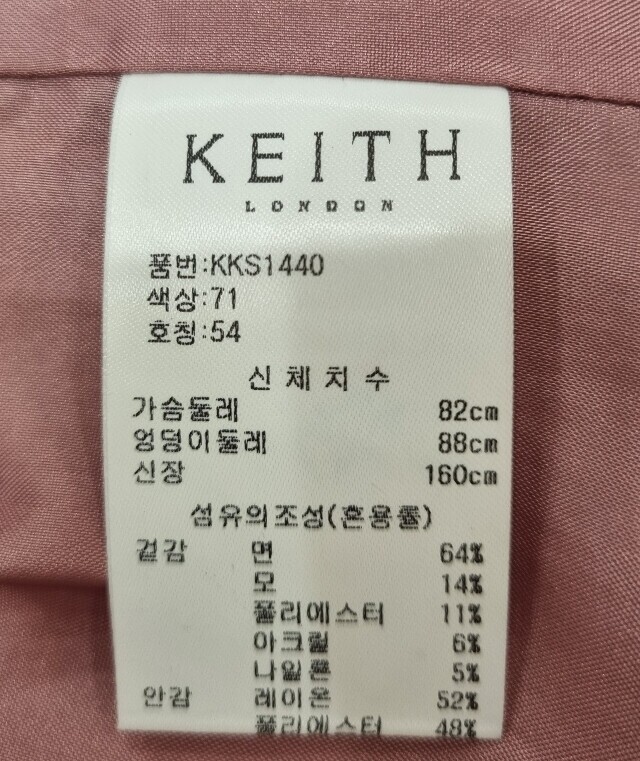 KEITH
LONDON
품번:KKS1440
색상:71
호칭:54
신체치수
가슴둘레 82cm
엉덩이둘레 88cm
신장 160cm
섬유의조성(혼용률)
겉감 면 64%
모 14%
폴리에스터 11%
아크릴 6%
나일론 5%
안감 레이온 52%
폴리에스터 48%